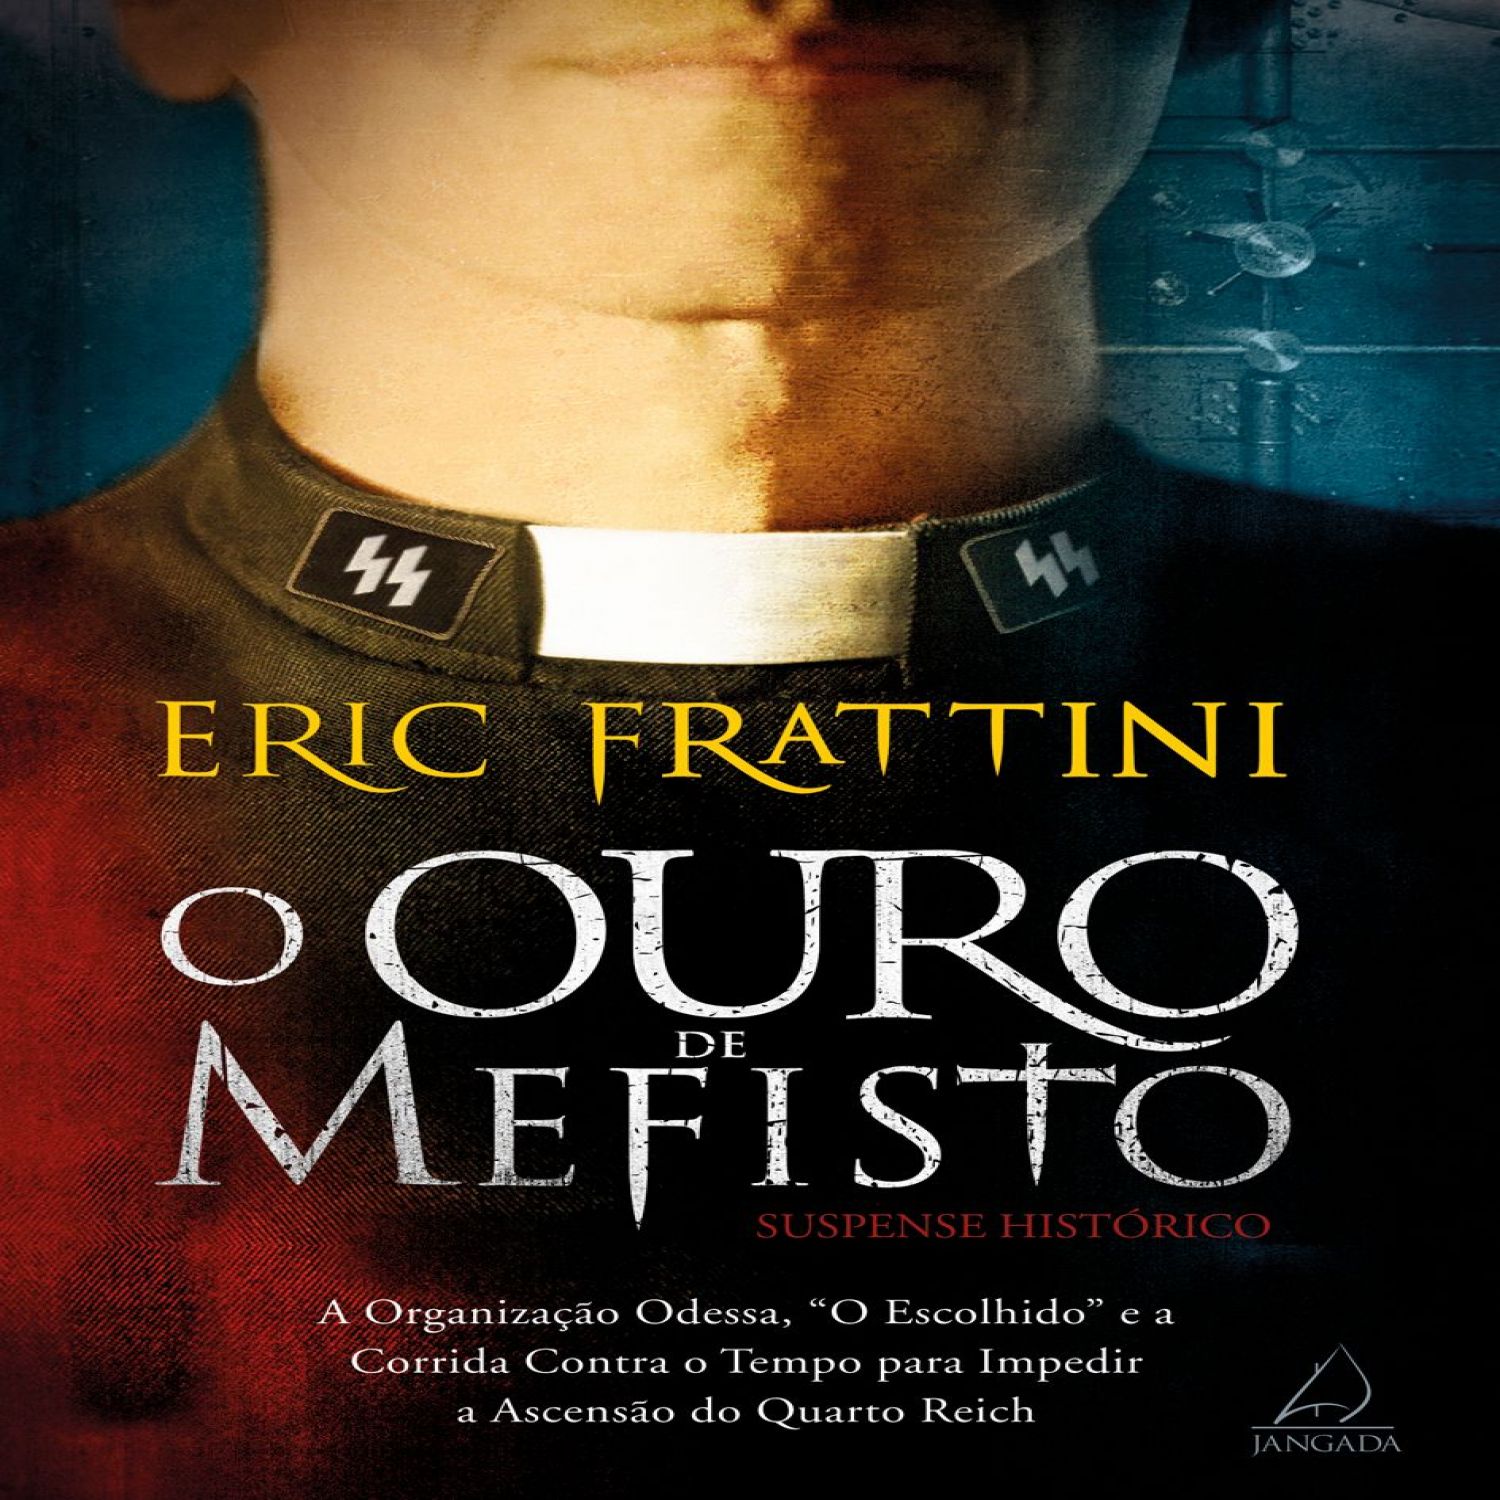 ERIC FRATTINI
O OURO
DE
MEFISTO
SUSPENSE HISTÓRICO
A Organização Odessa, “O Escolhido” e a
Corrida Contra o Tempo para Impedir
a Ascensão do Quarto Reich
JANGADA